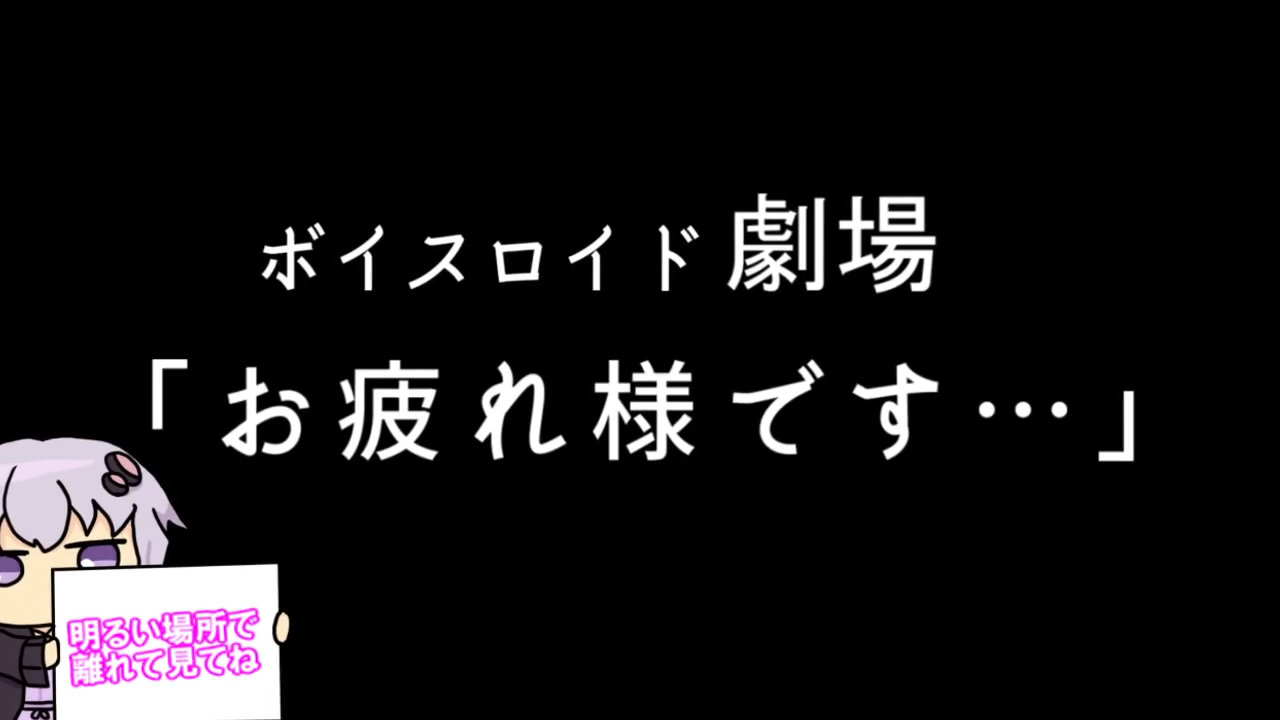 ボイスロイド劇場
「お疲れ様です…」
明るい場所で
離れて見てね